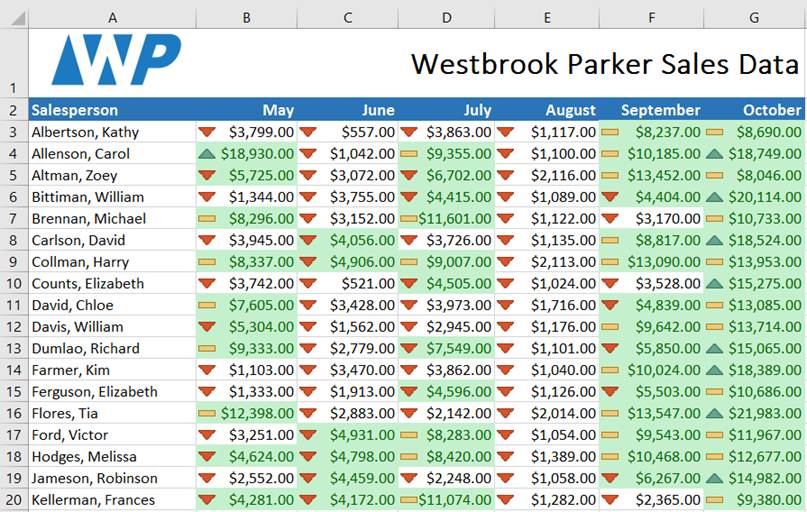 A B C D E F G
WP
1 Westbrook Parker Sales Data
2 Salesperson May June July August September October
3 Albertson, Kathy $3,799.00 $557.00 $3,863.00 $1,117.00 $8,237.00 $8,690.00
4 Allenson, Carol $18,930.00 $1,042.00 $9,355.00 $1,100.00 $10,185.00 $18,749.00
5 Altman, Zoey $5,725.00 $3,072.00 $6,702.00 $2,116.00 $13,452.00 $8,046.00
6 Bittiman, William $1,344.00 $3,755.00 $4,415.00 $1,089.00 $4,404.00 $20,114.00
7 Brennan, Michael $8,296.00 $3,152.00 $11,601.00 $1,122.00 $3,170.00 $10,733.00
8 Carlson, David $3,945.00 $4,056.00 $3,726.00 $1,135.00 $8,817.00 $18,524.00
9 Collman, Harry $8,337.00 $4,906.00 $9,007.00 $2,113.00 $13,090.00 $13,953.00
10 Counts, Elizabeth $3,742.00 $521.00 $4,505.00 $1,024.00 $3,528.00 $15,275.00
11 David, Chloe $7,605.00 $3,428.00 $3,973.00 $1,716.00 $4,839.00 $13,085.00
12 Davis, William $5,304.00 $1,562.00 $2,945.00 $1,176.00 $9,642.00 $13,714.00
13 Dumlao, Richard $9,333.00 $2,779.00 $7,549.00 $1,101.00 $5,850.00 $15,065.00
14 Farmer, Kim $1,103.00 $3,470.00 $3,862.00 $1,040.00 $10,024.00 $18,389.00
15 Ferguson, Elizabeth $1,333.00 $1,913.00 $4,596.00 $1,126.00 $5,503.00 $10,686.00
16 Flores, Tia $12,398.00 $2,883.00 $2,142.00 $2,014.00 $13,547.00 $21,983.00
17 Ford, Victor $3,251.00 $4,931.00 $8,283.00 $1,054.00 $9,543.00 $11,967.00
18 Hodges, Melissa $4,624.00 $4,798.00 $8,420.00 $1,389.00 $10,468.00 $12,677.00
19 Jameson, Robinson $2,552.00 $4,459.00 $2,248.00 $1,058.00 $6,267.00 $14,982.00
20 Kellerman, Frances $4,281.00 $4,172.00 $11,074.00 $1,282.00 $2,365.00 $9,380.00